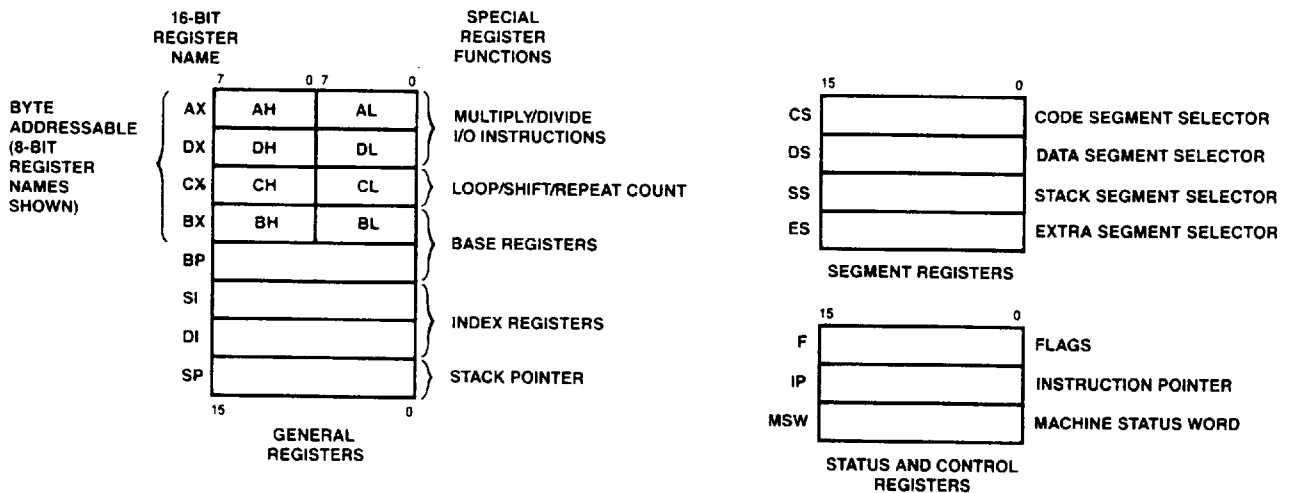 16-BIT
REGISTER
NAME
SPECIAL
REGISTER
FUNCTIONS
7 0 7 0
BYTE
ADDRESSABLE
(8-BIT
REGISTER
NAMES
SHOWN)
AX AH AL
DX DH DL
MULTIPLY/DIVIDE
I/O INSTRUCTIONS
CX CH CL LOOP/SHIFT/REPEAT COUNT
BX BH BL
BP
BASE REGISTERS
SI
DI
INDEX REGISTERS
SP STACK POINTER
15 0
GENERAL
REGISTERS
15 0
CS CODE SEGMENT SELECTOR
DS DATA SEGMENT SELECTOR
SS STACK SEGMENT SELECTOR
ES EXTRA SEGMENT SELECTOR
SEGMENT REGISTERS
15 0
F FLAGS
IP INSTRUCTION POINTER
MSW MACHINE STATUS WORD
STATUS AND CONTROL
REGISTERS